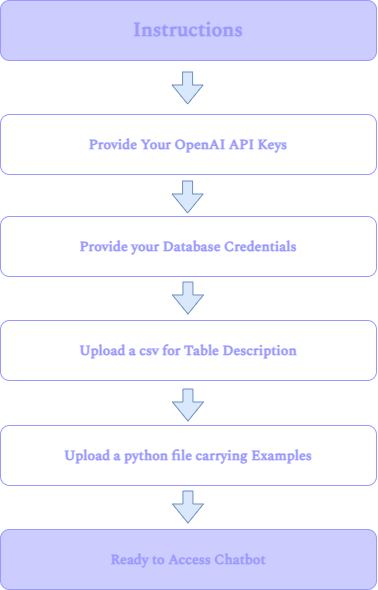 Instructions
Provide Your OpenAI API Keys
Provide your Database Credentials
Upload a csv for Table Description
Upload a python file carrying Examples
Ready to Access Chatbot